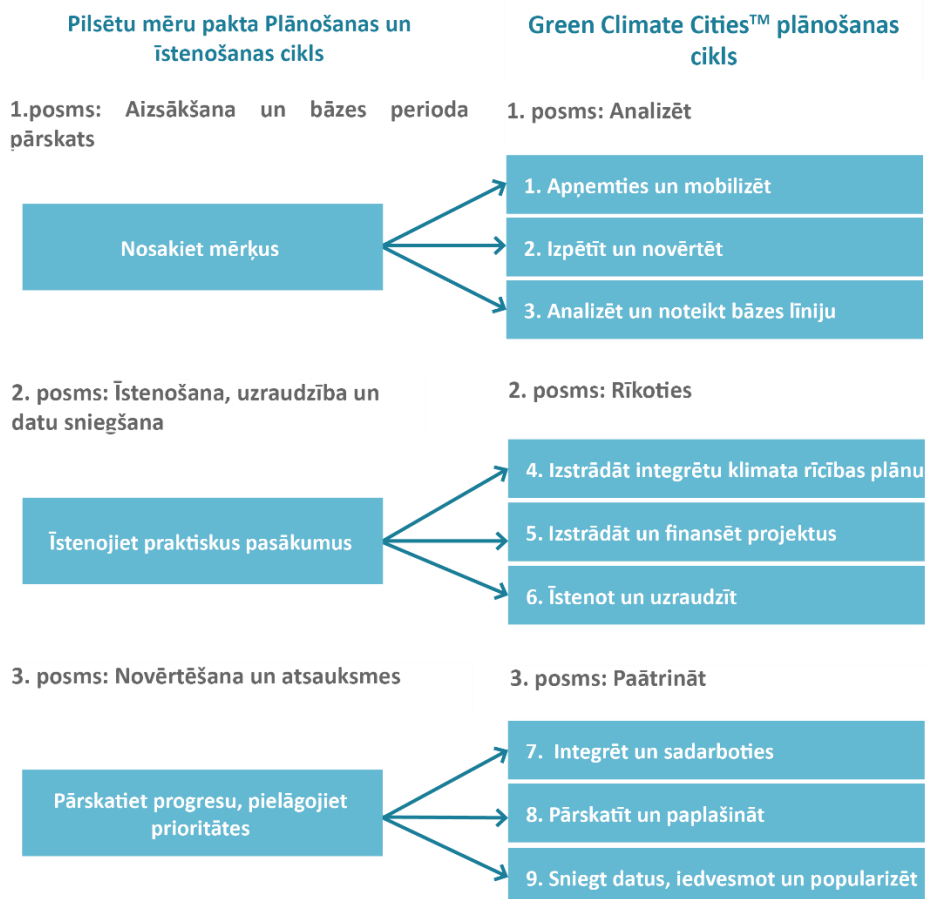 Pilsētu mēru pakta Plānošanas un
īstenošanas cikls
Green Climate Cities™ plānošanas
cikls
1.posms: Aizsākšana un bāzes perioda
pārskats
1. posms: Analizēt
Nosakiet mērķus
1. Apņemties un mobilizēt
2. Izpētīt un novērtēt
3. Analizēt un noteikt bāzes līniju
2. posms: Īstenošana, uzraudzība un
datu sniegšana
2. posms: Rīkoties
Īstenojiet praktiskus pasākumus
4. Izstrādāt integrētu klimata rīcības plānu
5. Izstrādāt un finansēt projektus
6. Īstenot un uzraudzīt
3. posms: Novērtēšana un atsauksmes
3. posms: Paātrināt
Pārskatiet progresu, pielāgojiet
prioritātes
7. Integrēt un sadarboties
8. Pārskatīt un paplašināt
9. Sniegt datus, iedvesmot un popularizēt